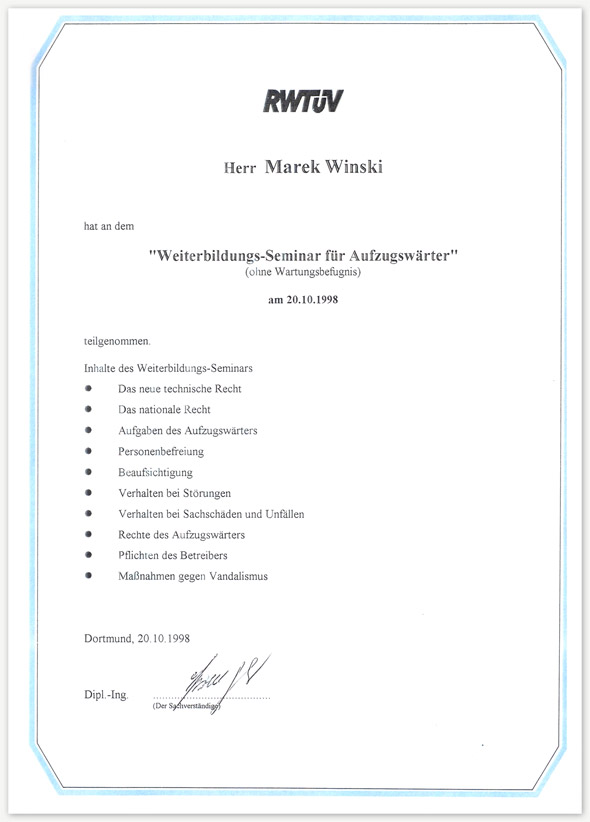 RWTÜV
Herr Marek Winski
hat an dem
"Weiterbildungs-Seminar für Aufzugswärter"
(ohne Wartungsbefugnis)
am 20.10.1998
teilgenommen.
Inhalte des Weiterbildungs-Seminars
● Das neue technische Recht
● Das nationale Recht
● Aufgaben des Aufzugswärters
● Personenbefreiung
● Beaufsichtigung
● Verhalten bei Störungen
● Verhalten bei Sachschäden und Unfällen
● Rechte des Aufzugswärters
● Pflichten des Betreibers
● Maßnahmen gegen Vandalismus
Dortmund, 20.10.1998
Dipl.-Ing.
(Der Sachverständige)